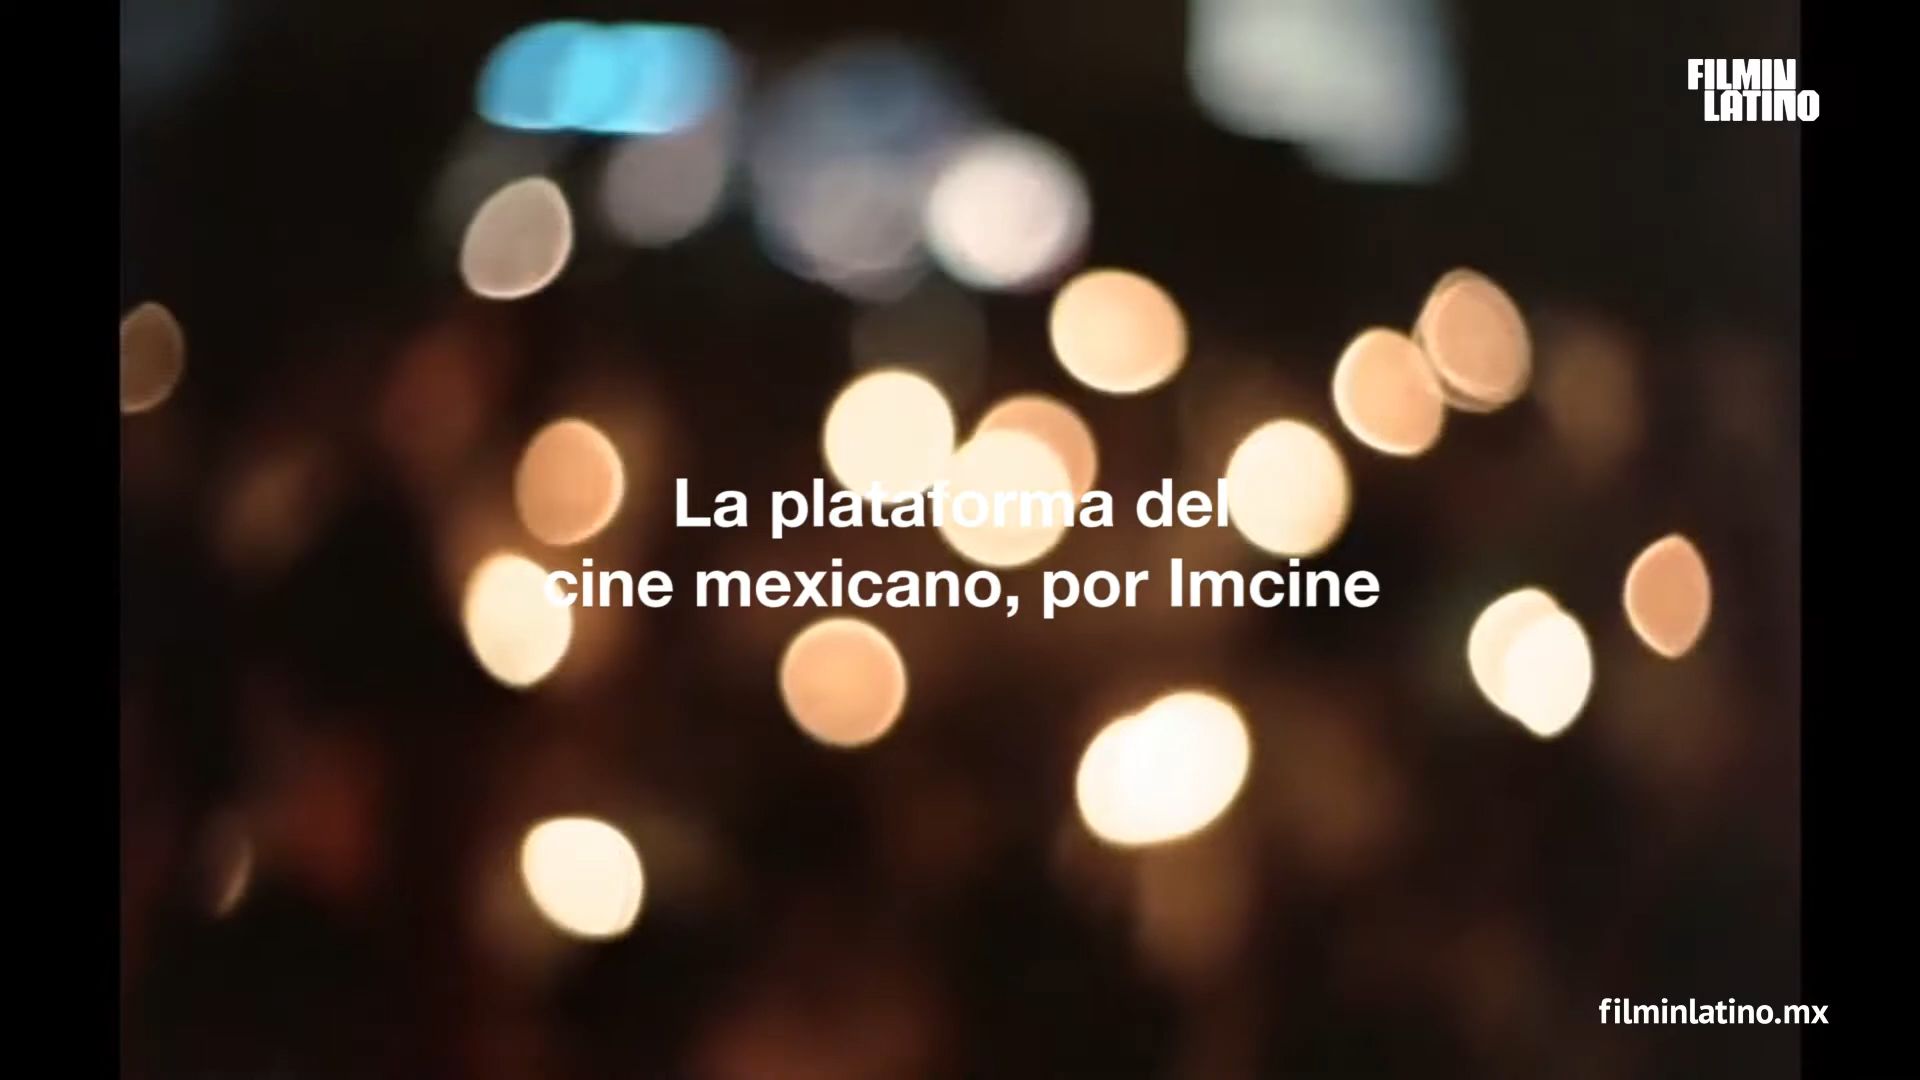 FILMIN
LATINO
La plataforma del
cine mexicano, por Imcine
filminlatino.mx